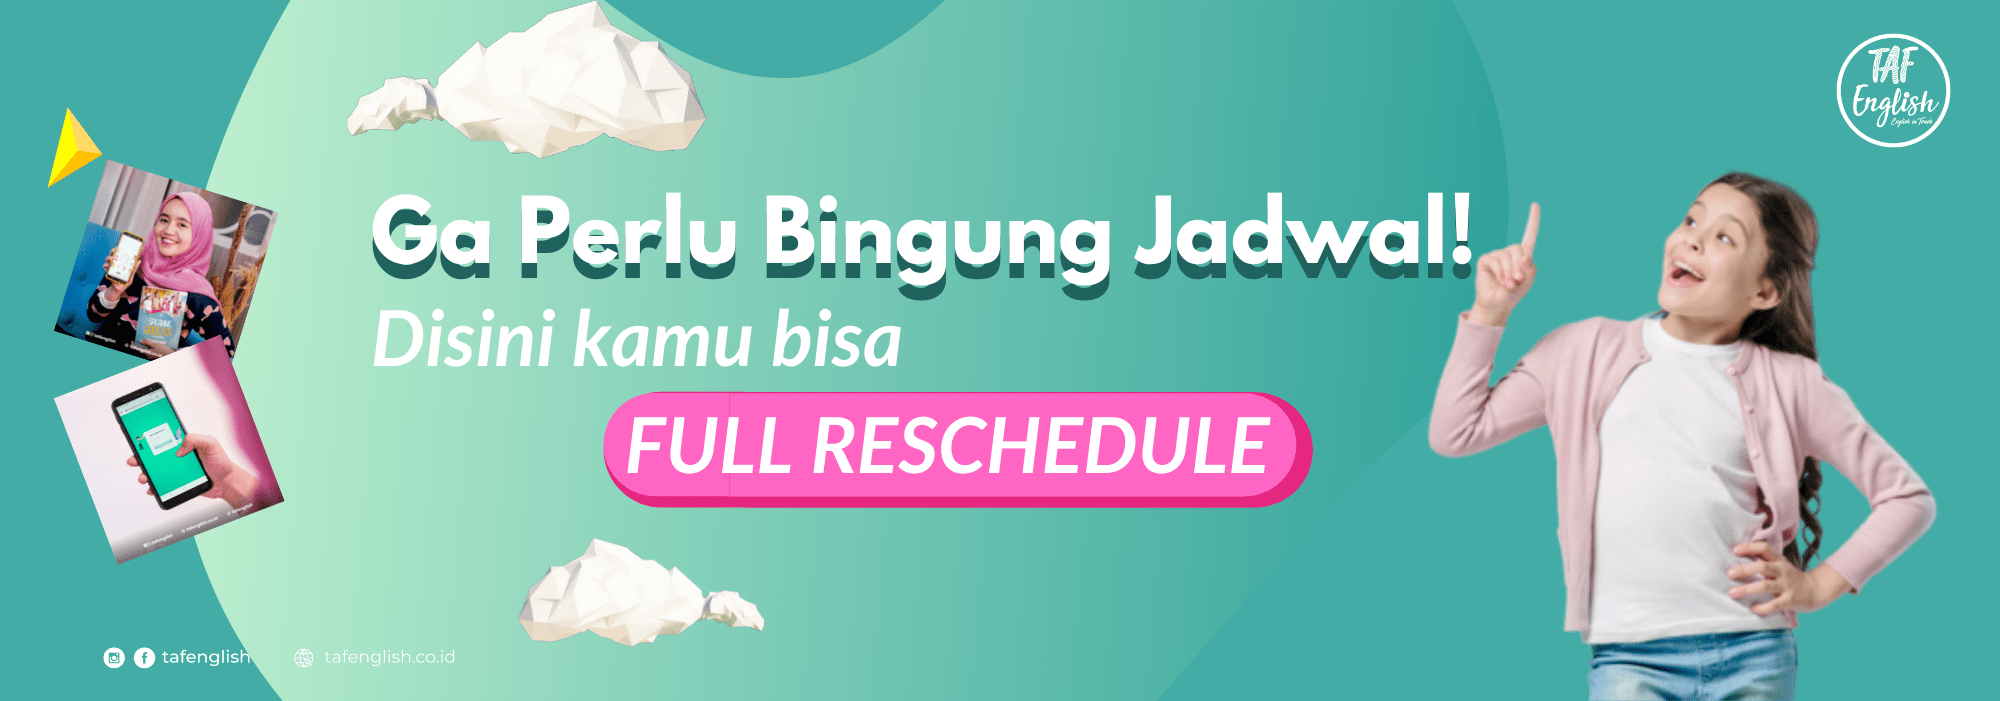 TAF
English
English in Touch
Ga Perlu Bingung Jadwal!
Disini kamu bisa
FULL RESCHEDULE
tafenglish
tafenglish.co.id